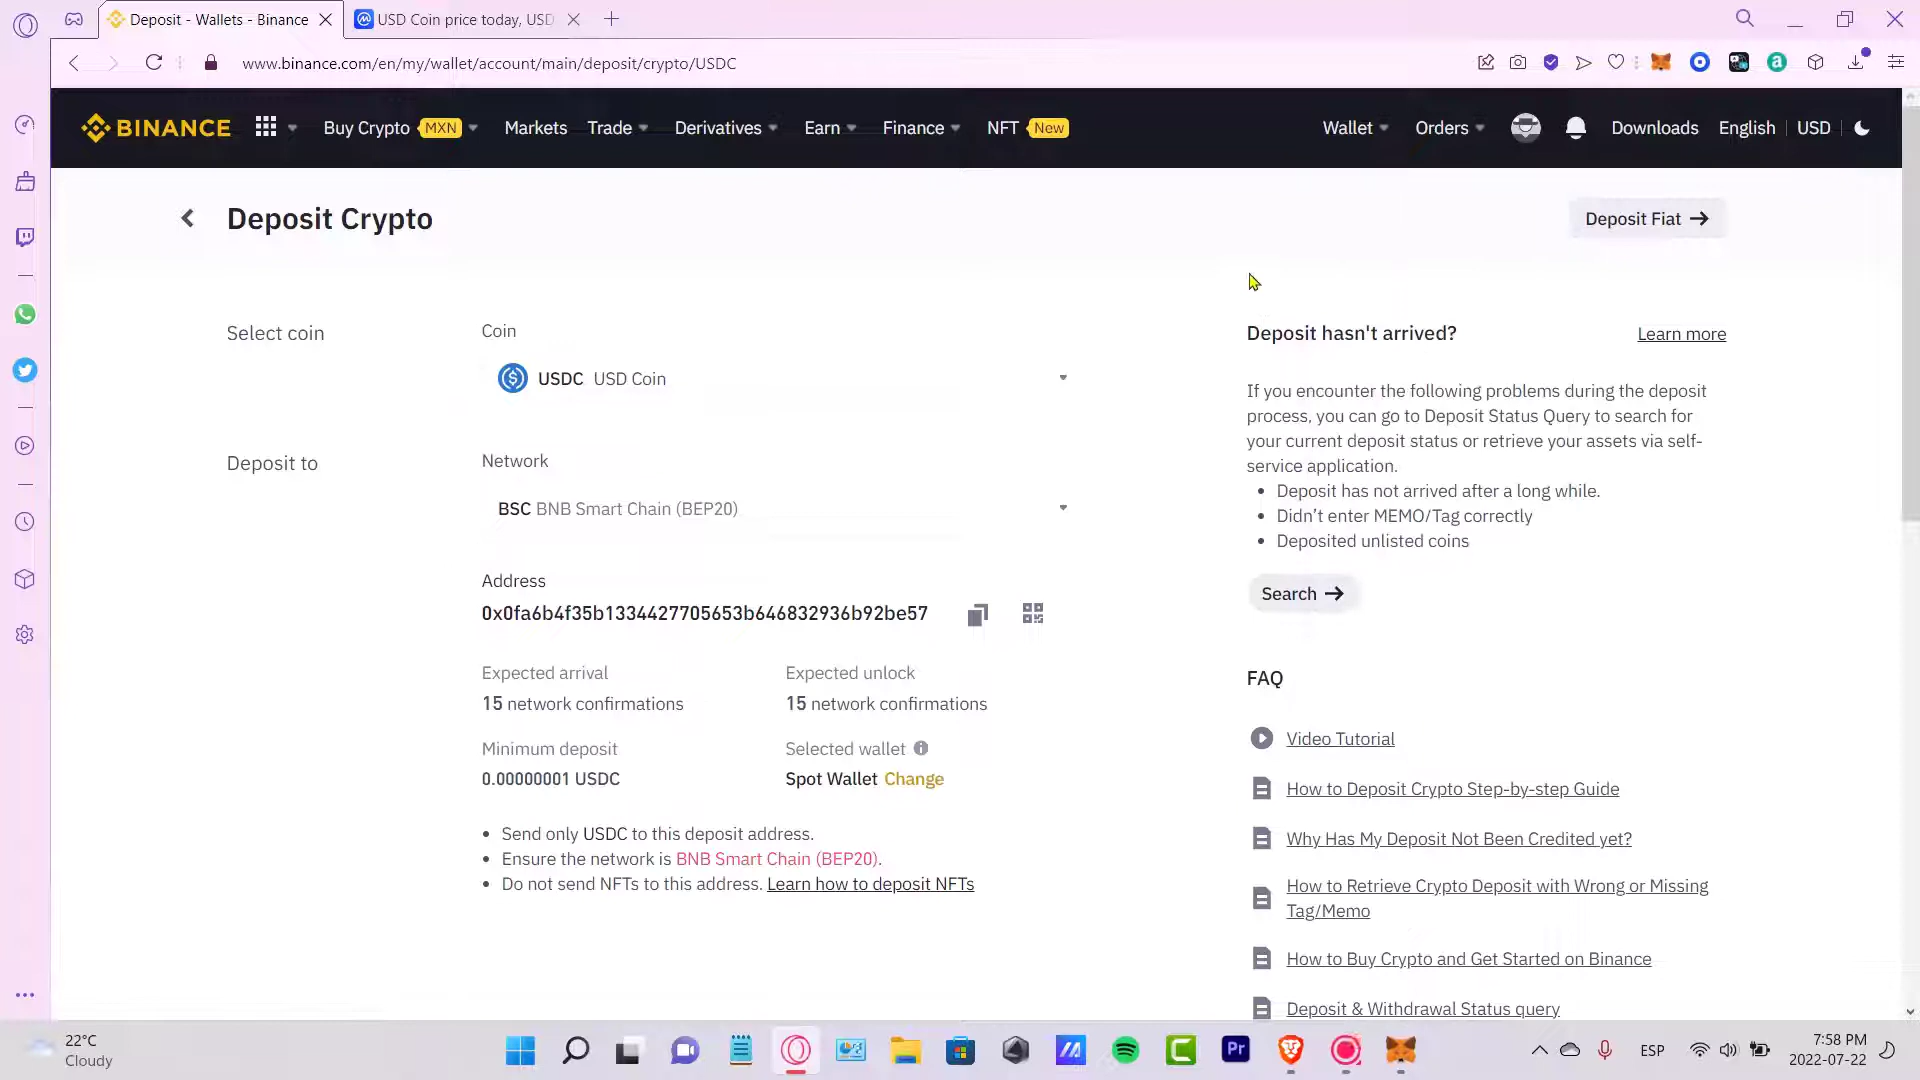 Deposit - Wallets - Binance
USD Coin price today, USD
www.binance.com/en/my/wallet/account/main/deposit/crypto/USDC
BINANCE
Buy Crypto MXN Markets Trade Derivatives Earn Finance NFT New
Wallet Orders Downloads English USD
Deposit Crypto
Deposit Fiat
Select coin
Coin
USDC USD Coin
Deposit to
Network
BSC BNB Smart Chain (BEP20)
Address
0x0fa6b4f35b1334427705653b646832936b92be57
Expected arrival
15 network confirmations
Expected unlock
15 network confirmations
Minimum deposit
0.00000001 USDC
Selected wallet
Spot Wallet Change
Send only USDC to this deposit address.
Ensure the network is BNB Smart Chain (BEP20).
Do not send NFTs to this address. Learn how to deposit NFTs
Deposit hasn't arrived?
Learn more
If you encounter the following problems during the deposit
process, you can go to Deposit Status Query to search for
your current deposit status or retrieve your assets via self-
service application.
Deposit has not arrived after a long while.
Didn’t enter MEMO/Tag correctly
Deposited unlisted coins
Search
FAQ
Video Tutorial
How to Deposit Crypto Step-by-step Guide
Why Has My Deposit Not Been Credited yet?
How to Retrieve Crypto Deposit with Wrong or Missing
Tag/Memo
How to Buy Crypto and Get Started on Binance
Deposit & Withdrawal Status query
22°C
Cloudy
Pr
ESP
7:58 PM
2022-07-22